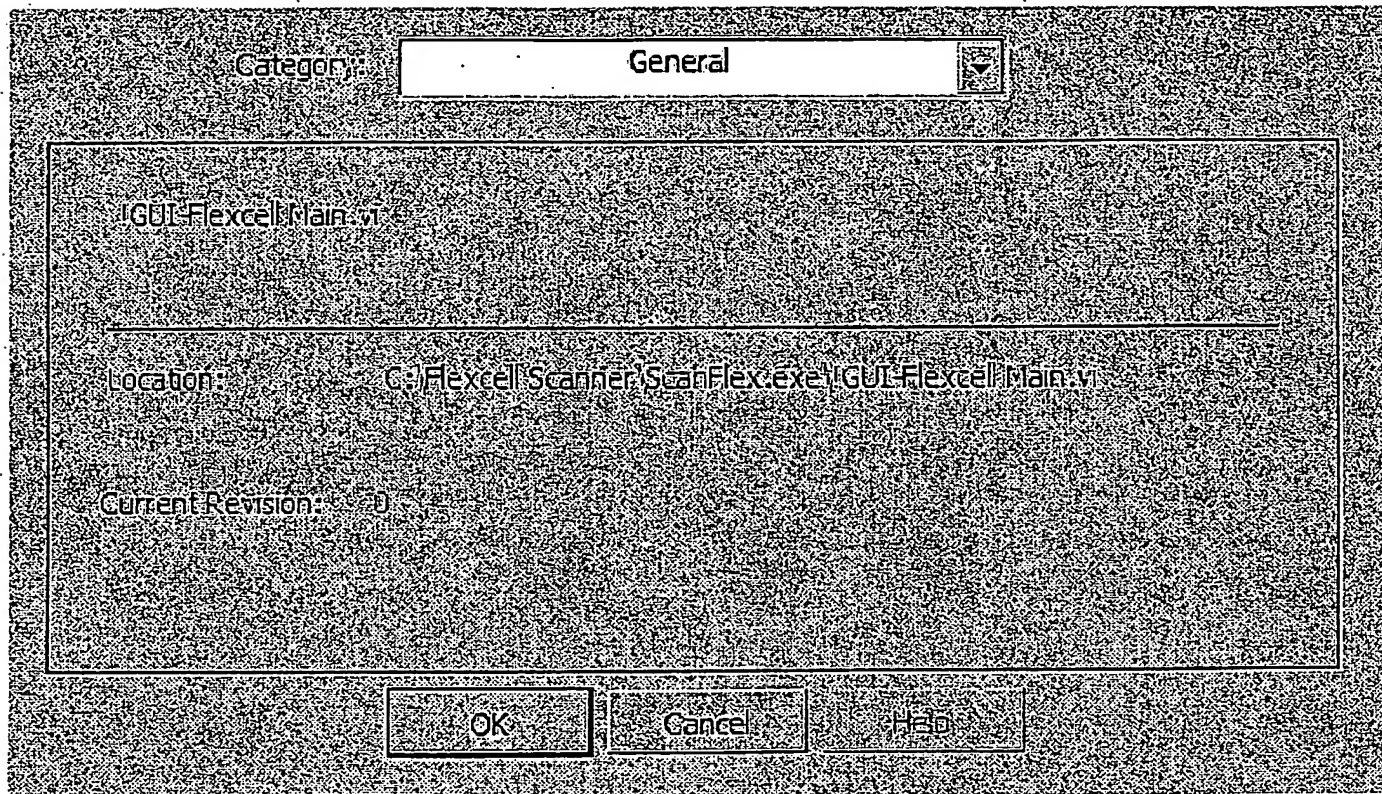 Category: General
!GUI-Flexcell Main.vi
Location: C:\Flexcell Scanner\ScanFlex.exe\!GUI-Flexcell Main.vi
Current Revision: 0
OK Cancel Help